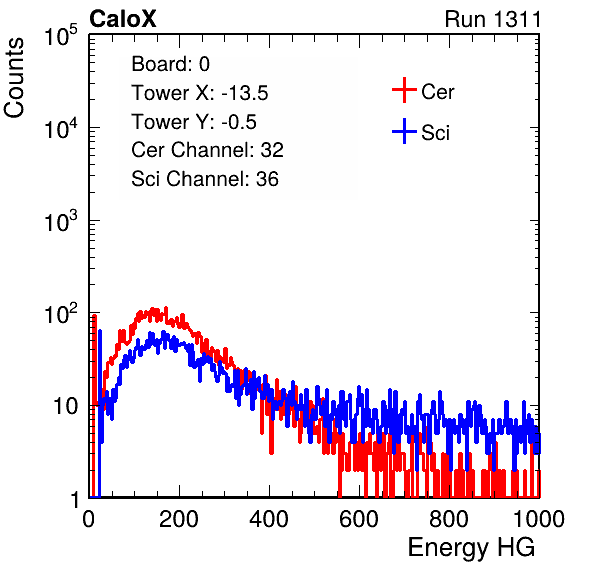 CaloX Run 1311
Counts
Board: 0
Tower X: -13.5
Tower Y: -0.5
Cer Channel: 32
Sci Channel: 36
Cer
Sci
10^5
10^4
10^3
10^2
10
1
0 200 400 600 800 1000
Energy HG